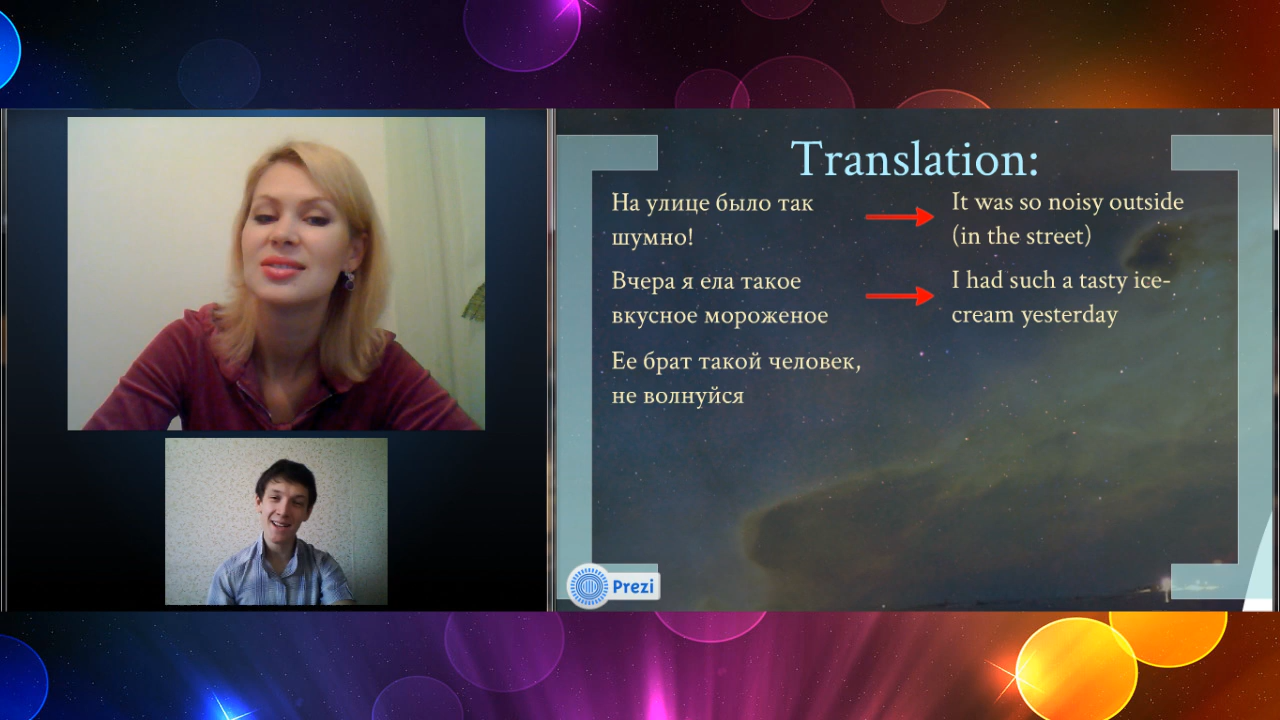 Translation:
На улице было так
шумно!
It was so noisy outside
(in the street)
Вчера я ела такое
вкусное мороженое
I had such a tasty ice-
cream yesterday
Ее брат такой человек,
не волнуйся
Prezi